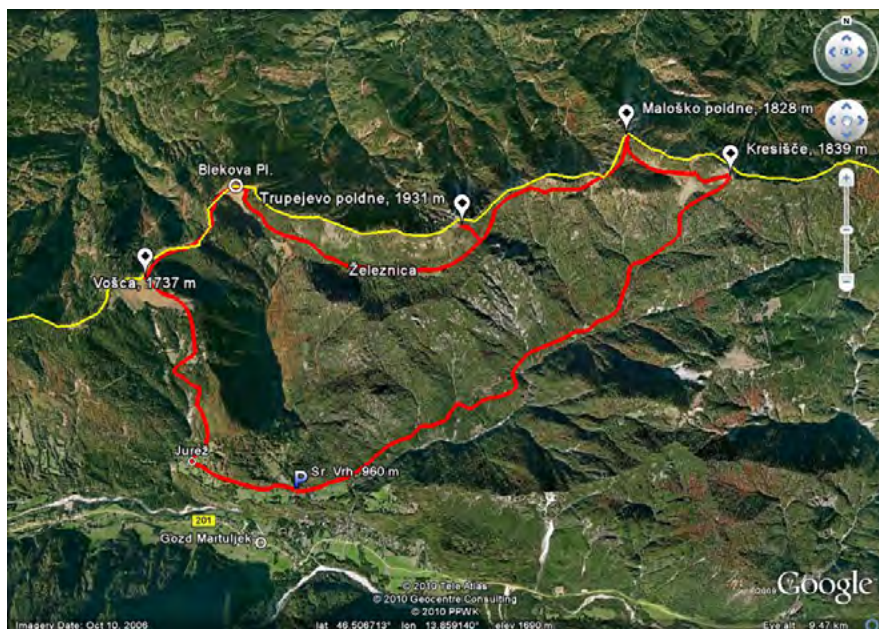 N
Maloško poldne, 1828 m
Kresišče, 1839 m
Blekova Pl.
Trupejevo poldne, 1931 m
Železnica
Vošca, 1737 m
Jurež
P
Sr. Vrh, 960 m
201
Gozd Martuljek
© 2010 Tele Atlas
© 2010 Geocentre Consulting
© 2010 PPWK
Google
Imagery Date: Oct 10, 2006
lat 46.506713° lon 13.859140° elev 1690 m
Eye alt 9.47 km